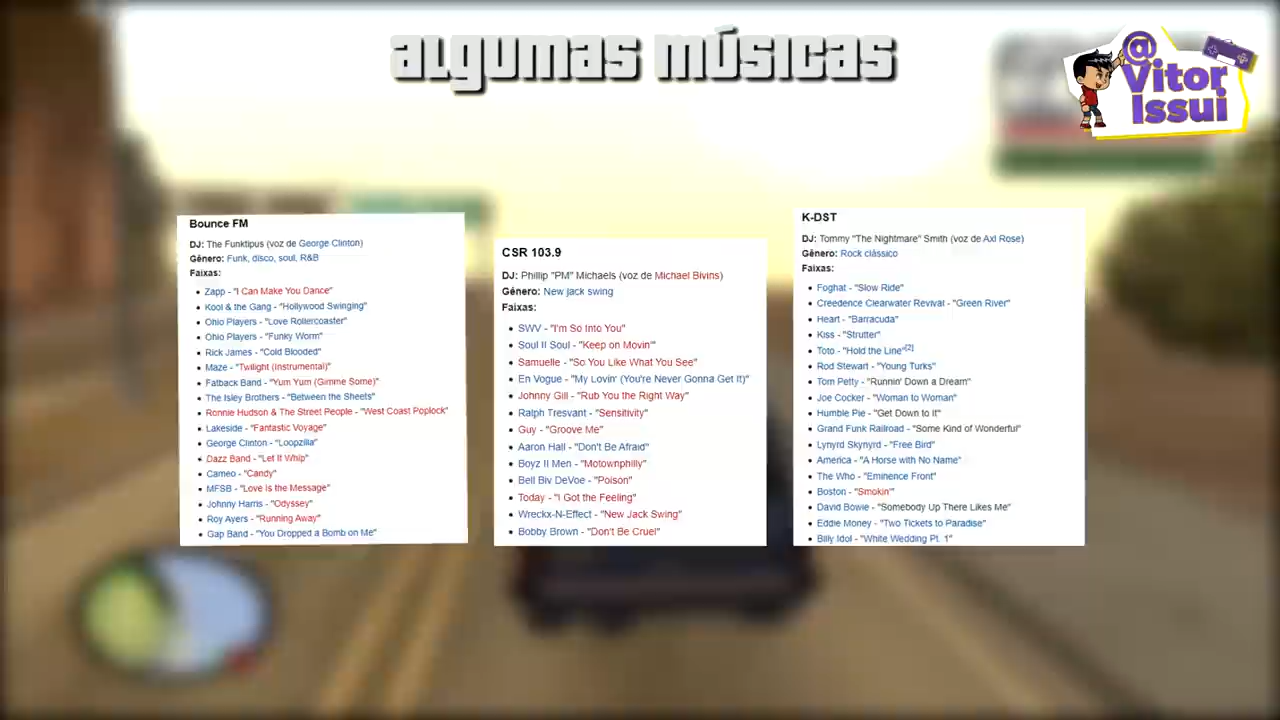 algumas músicas
@
Vitor
Issui
Bounce FM
DJ: The Funktipus (voz de George Clinton)
Gênero: Funk, disco, soul, R&B
Faixas:
Zapp - "I Can Make You Dance"
Kool & the Gang - "Hollywood Swinging"
Ohio Players - "Love Rollercoaster"
Ohio Players - "Funky Worm"
Rick James - "Cold Blooded"
Maze - "Twilight (Instrumental)"
Fatback Band - "Yum Yum (Gimme Some)"
The Isley Brothers - "Between the Sheets"
Ronnie Hudson & The Street People - "West Coast Poplock"
Lakeside - "Fantastic Voyage"
George Clinton - "Loopzilla"
Dazz Band - "Let It Whip"
Cameo - "Candy"
MFSB - "Love Is the Message"
Johnny Harris - "Odyssey"
Roy Ayers - "Running Away"
Gap Band - "You Dropped a Bomb on Me"
CSR 103.9
DJ: Phillip "PM" Michaels (voz de Michael Bivins)
Gênero: New jack swing
Faixas:
SWV - "I'm So Into You"
Soul II Soul - "Keep on Movin'"
Samuelle - "So You Like What You See"
En Vogue - "My Lovin' (You're Never Gonna Get It)"
Johnny Gill - "Rub You the Right Way"
Ralph Tresvant - "Sensitivity"
Guy - "Groove Me"
Aaron Hall - "Don't Be Afraid"
Boyz II Men - "Motownphilly"
Bell Biv DeVoe - "Poison"
Today - "I Got the Feeling"
Wreckx-N-Effect - "New Jack Swing"
Bobby Brown - "Don't Be Cruel"
K-DST
DJ: Tommy "The Nightmare" Smith (voz de Axl Rose)
Gênero: Rock clássico
Faixas:
Foghat - "Slow Ride"
Creedence Clearwater Revival - "Green River"
Heart - "Barracuda"
Kiss - "Strutter"
Toto - "Hold the Line"[2]
Rod Stewart - "Young Turks"
Tom Petty - "Runnin' Down a Dream"
Joe Cocker - "Woman to Woman"
Humble Pie - "Get Down to It"
Grand Funk Railroad - "Some Kind of Wonderful"
Lynyrd Skynyrd - "Free Bird"
America - "A Horse with No Name"
The Who - "Eminence Front"
Boston - "Smokin'"
David Bowie - "Somebody Up There Likes Me"
Eddie Money - "Two Tickets to Paradise"
Billy Idol - "White Wedding Pt. 1"